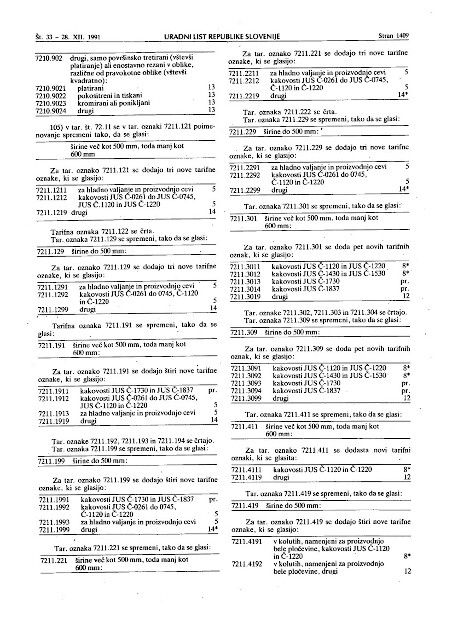 Št. 33 – 28. XII. 1991 URADNI LIST REPUBLIKE SLOVENIJE Stran 1409
7210.902 drugi, samo površinsko tretirani (vštevši
platiranje) ali enostavno rezani v oblike,
različne od pravokotne oblike (vštevši
kvadratno):
7210.9021 platirani 13
7210.9022 pokositreni in tiskani 13
7210.9023 kromirani ali ponikljani 13
7210.9024 drugi 13
105) v tar. št. 72.11 se v tar. oznaki 7211.121 poime-
novanje spremeni tako, da se glasi:
širine več kot 500 mm, toda manj kot
600 mm
Za tar. oznako 7211.121 se dodajo tri nove tarifne
oznake, ki se glasijo:
7211.1211 za hladno valjanje in proizvodnjo cevi 5
7211.1212 kakovosti JUS Č-0261 do JUS Č-0745,
JUS Č.1120 in JUS Č-1220 5
7211.1219 drugi 14
Tarifna oznaka 7211.122 se črta.
Tar. oznaka 7211.129 se spremeni, tako da se glasi:
7211.129 širine do 500 mm:
Za tar. oznako 7211.129 se dodajo tri nove tarifne
oznake, ki se glasijo:
7211.1291 za hladno valjanje in proizvodnjo cevi 5
7211.1292 kakovosti JUS Č-0261 do 0745, Č-1120
in Č-1220 5
7211.1299 drugi 14
Tarifna oznaka 7211.191 se spremeni, tako da se
glasi:
7211.191 širine več kot 500 mm, toda manj kot
600 mm:
Za tar. oznako 7211.191 se dodajo štiri nove tarifne
oznake, ki se glasijo:
7211.1911 kakovosti JUS Č-1730 in JUS Č-1837 pr.
7211.1912 kakovosti JUS Č-0261 do 0745,
JUS Č-1120 in JUS Č-1220 5
7211.1913 za hladno valjanje in proizvodnjo cevi 5
7211.1919 drugi 14
Tar. oznake 7211.192, 7211.193 in 7211.194 se črtajo.
Tar. oznaka 7211.199 se spremeni, tako da se glasi:
7211.199 širine do 500 mm:
Za tar. oznako 7211.199 se dodajo štiri nove tarifne
oznake, ki se glasijo:
7211.1991 kakovosti JUS Č-1730 in JUS Č-1837 pr.
7211.1992 kakovosti JUS Č-0261 do 0745,
Č-1120 in Č-1220 5
7211.1993 za hladno valjanje in proizvodnjo cevi 5
7211.1999 drugi 14*
Tar. oznaka 7211.221 se spremeni, tako da se glasi:
7211.221 širine več kot 500 mm, toda manj kot
600 mm:
Za tar. oznako 7211.221 se dodajo tri nove tarifne
oznake, ki se glasijo:
7211.2211 za hladno valjanje in proizvodnjo cevi 5
7211.2212 kakovosti JUS Č-0261 do JUS Č-0745,
Č-1120 in JUS Č-1220 5
7211.2219 drugi 14*
Tar. oznaka 7211.222 se črta.
Tar. oznaka 7211.229 se spremeni, tako da se glasi:
7211.229 širine do 500 mm:
Za tar. oznako 7211.229 se dodajo tri nove tarifne
oznake, ki se glasijo:
7211.2291 za hladno valjanje in proizvodnjo cevi 5
7211.2292 kakovosti JUS Č-0261 do 0745,
Č-1120 in Č-1220 5
7211.2299 drugi 14*
Tar. oznaka 7211.301 se spremeni, tako da se glasi:
7211.301 širine več kot 500 mm, toda manj kot
600 mm:
Za tar. oznako 7211.301 se doda pet novih tarifnih
oznak, ki se glasijo:
7211.3011 kakovosti JUS Č-1120 in JUS Č-1220 8*
7211.3012 kakovosti JUS Č-1430 in JUS Č-1530 8*
7211.3013 kakovosti JUS Č-1730 pr.
7211.3014 kakovosti JUS Č-1837 pr.
7211.3019 drugi 12
Tar. oznake 7211.302, 7211.303 in 7211.304 se črtajo.
Tar. oznaka 7211.309 se spremeni, tako da se glasi:
7211.309 širine do 500 mm:
Za tar. oznako 7211.309 se doda pet novih tarifnih
oznak, ki se glasijo:
7211.3091 kakovosti JUS Č-1120 in JUS Č-1220 8*
7211.3092 kakovosti JUS Č-1430 in JUS Č-1530 8*
7211.3093 kakovosti JUS Č-1730 pr.
7211.3094 kakovosti JUS Č-1837 pr.
7211.3099 drugi 12
Tar. oznaka 7211.411 se spremeni, tako da se glasi:
7211.411 širine več kot 500 mm, toda manj kot
600 mm:
Za tar. oznako 7211.411 se dodasta novi tarifni
oznaki, ki se glasita:
7211.4111 kakovosti JUS Č-1120 in JUS Č-1220 8*
7211.4119 drugi 12
Tar. oznaka 7211.419 se spremeni, tako da se glasi:
7211.419 širine do 500 mm:
Za tar. oznako 7211.419 se dodajo štiri nove tarifne
oznake, ki se glasijo:
7211.4191 v kolutih, namenjeni za proizvodnjo
bele pločevine, kakovosti JUS Č-1120
in Č-1220 8*
7211.4192 v kolutih, namenjeni za proizvodnjo
bele pločevine, drugi 12